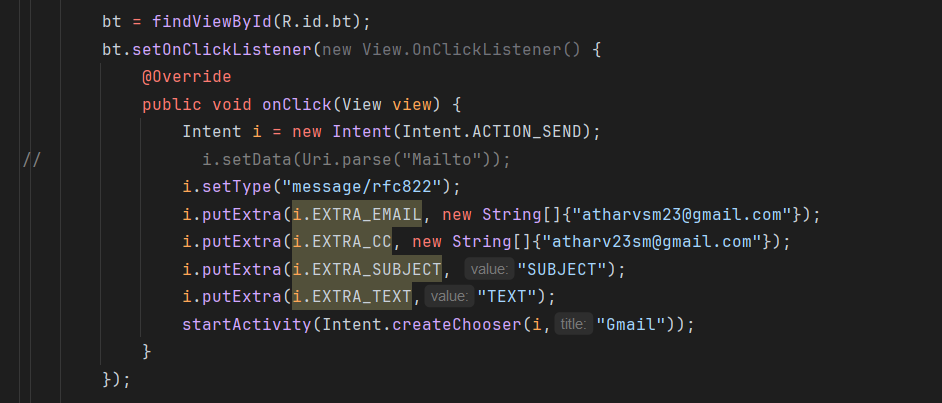 bt = findViewById(R.id.bt);
bt.setOnClickListener(new View.OnClickListener() {
@Override
public void onClick(View view) {
Intent i = new Intent(Intent.ACTION_SEND);
//                i.setData(Uri.parse("Mailto"));
i.setType("message/rfc822");
i.putExtra(i.EXTRA_EMAIL, new String[]{"atharvsm23@gmail.com"});
i.putExtra(i.EXTRA_CC, new String[]{"atharv23sm@gmail.com"});
i.putExtra(i.EXTRA_SUBJECT, value: "SUBJECT");
i.putExtra(i.EXTRA_TEXT, value: "TEXT");
startActivity(Intent.createChooser(i, title: "Gmail"));
}
});